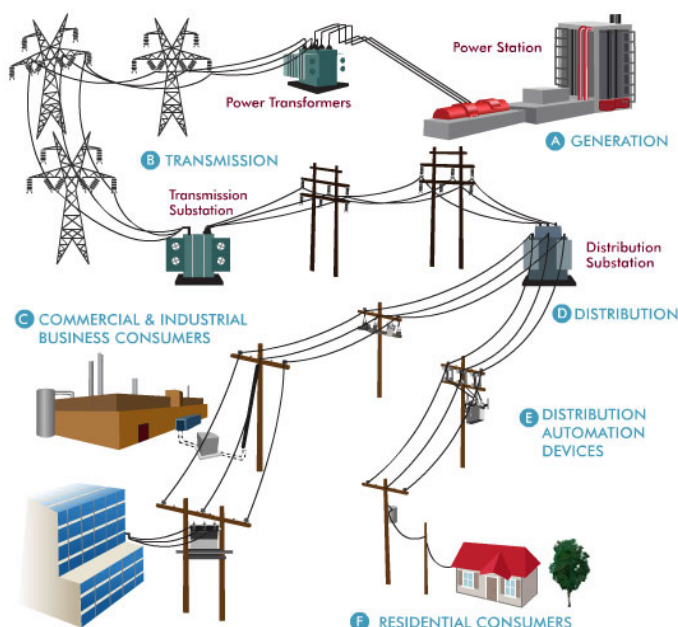 Power Station
Power Transformers
A GENERATION
B TRANSMISSION
Transmission
Substation
Distribution
Substation
C COMMERCIAL & INDUSTRIAL
BUSINESS CONSUMERS
D DISTRIBUTION
E DISTRIBUTION
AUTOMATION
DEVICES
F RESIDENTIAL CONSUMERS